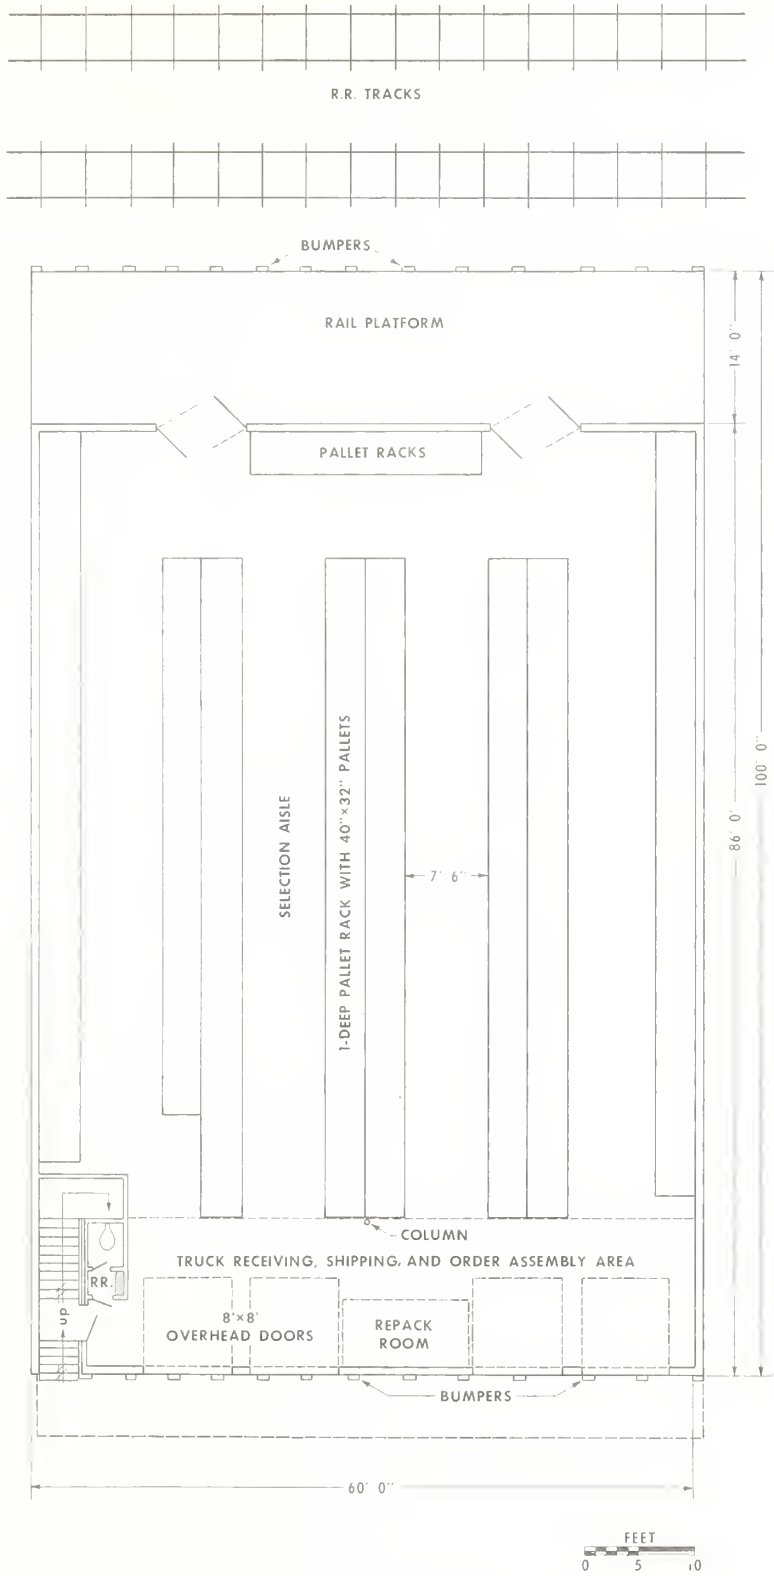 R.R. TRACKS
BUMPERS
RAIL PLATFORM
14' 0"
PALLET RACKS
SELECTION AISLE
1-DEEP PALLET RACK WITH 40"×32" PALLETS
7' 6"
86' 0'
100' 0"
COLUMN
TRUCK RECEIVING, SHIPPING, AND ORDER ASSEMBLY AREA
RR.
UP
8'×8'
OVERHEAD DOORS
REPACK
ROOM
BUMPERS
60' 0"
FEET
0 5 10